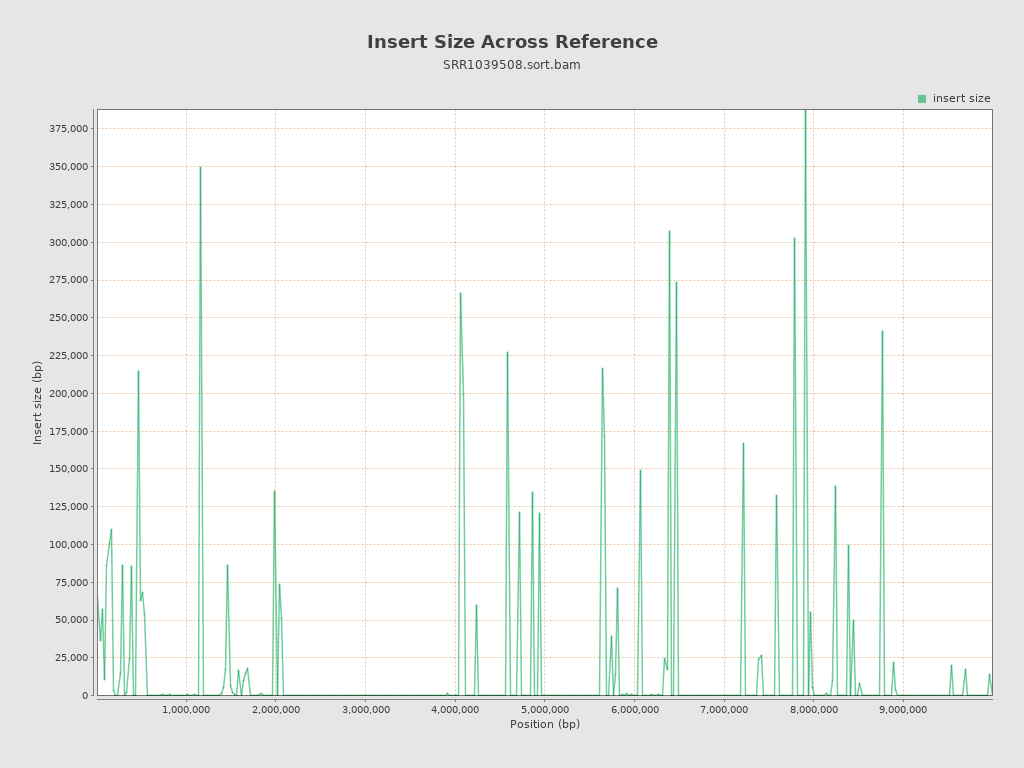 Insert Size Across Reference
SRR1039508.sort.bam
insert size
375,000
350,000
325,000
300,000
275,000
250,000
225,000
200,000
175,000
150,000
125,000
100,000
75,000
50,000
25,000
0
Insert size (bp)
1,000,000 2,000,000 3,000,000 4,000,000 5,000,000 6,000,000 7,000,000 8,000,000 9,000,000
Position (bp)